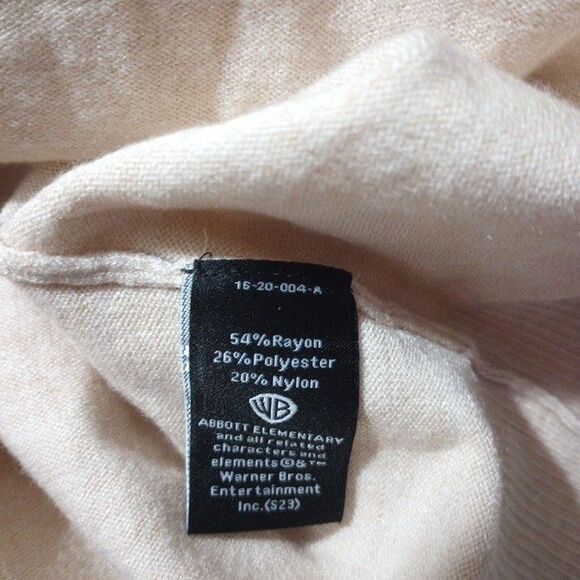 16-20-004-A
54%Rayon
26%Polyester
20% Nylon
WB
ABBOTT ELEMENTARY
and all related
characters and
elements©&™
Warner Bros.
Entertainment
Inc.(S23)